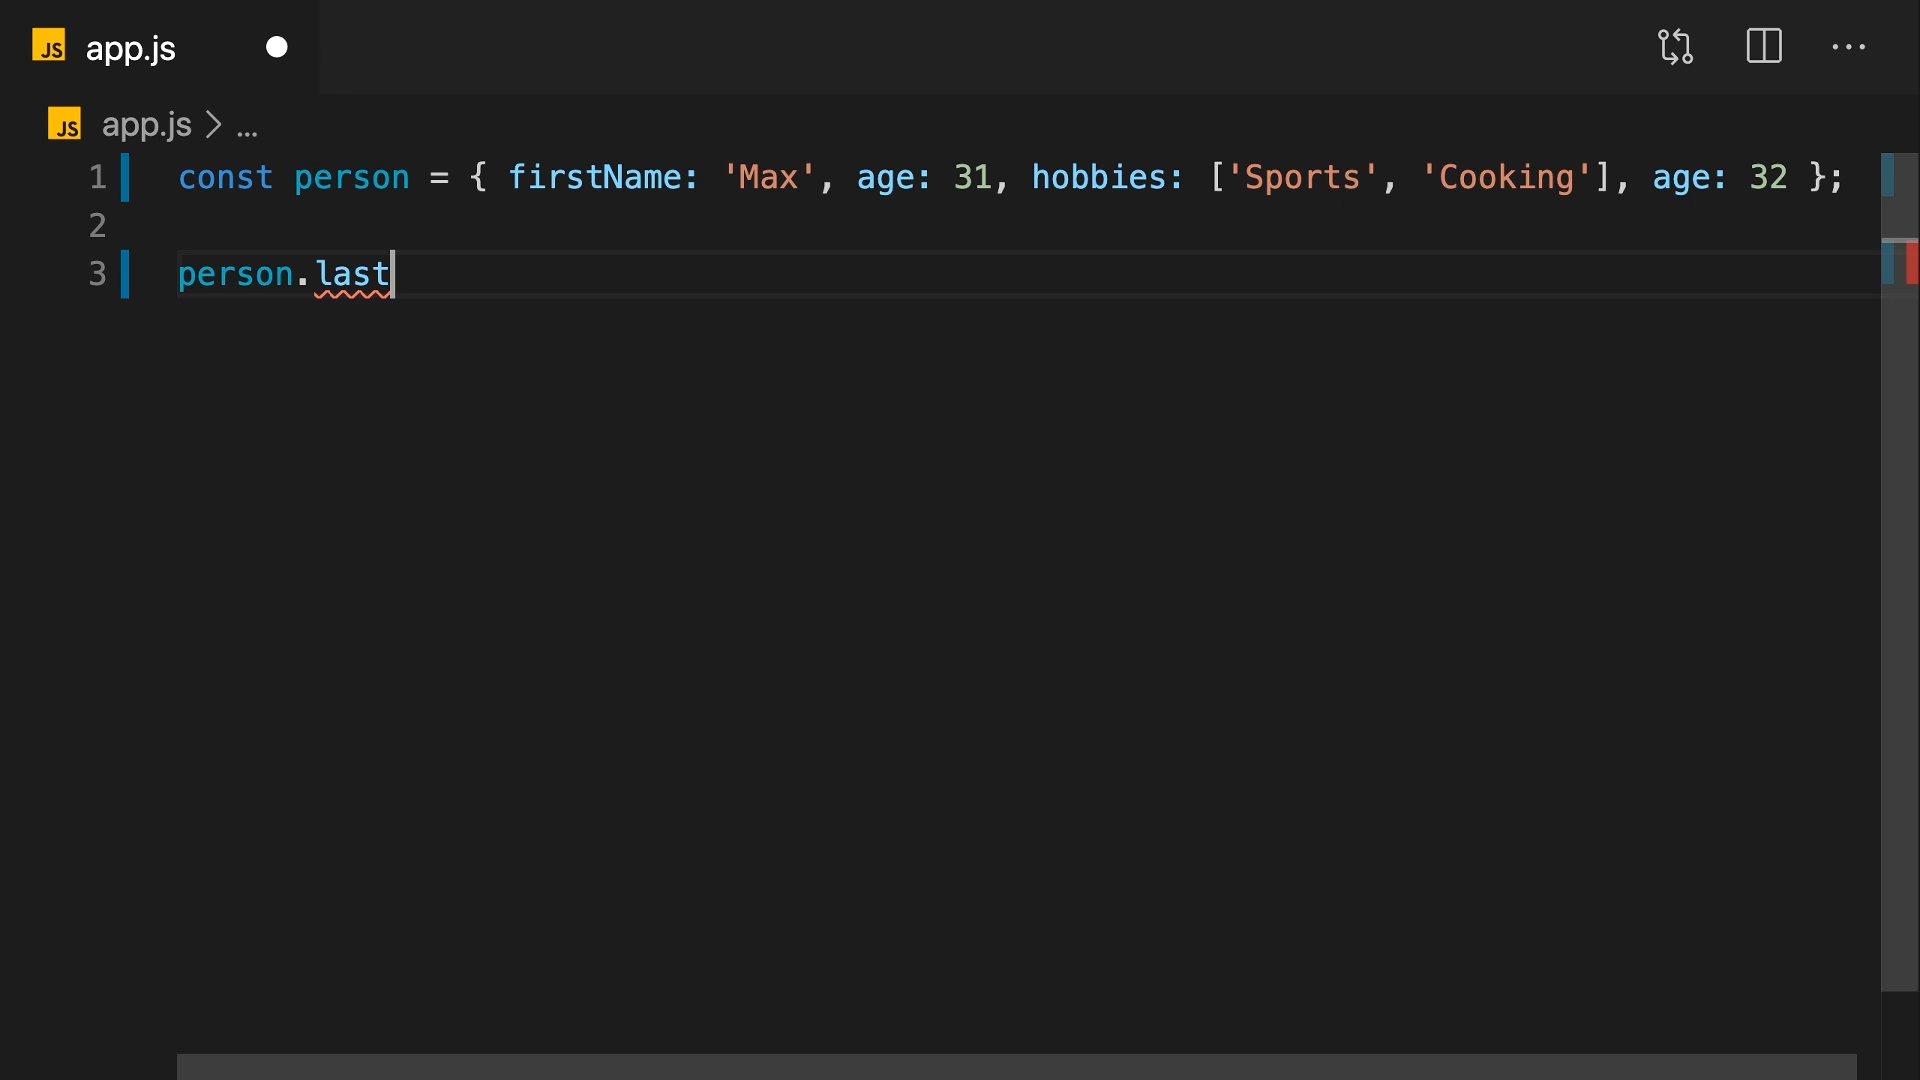 JS app.js
JS app.js > ...
1 const person = { firstName: 'Max', age: 31, hobbies: ['Sports', 'Cooking'], age: 32 };
2
3 person.last